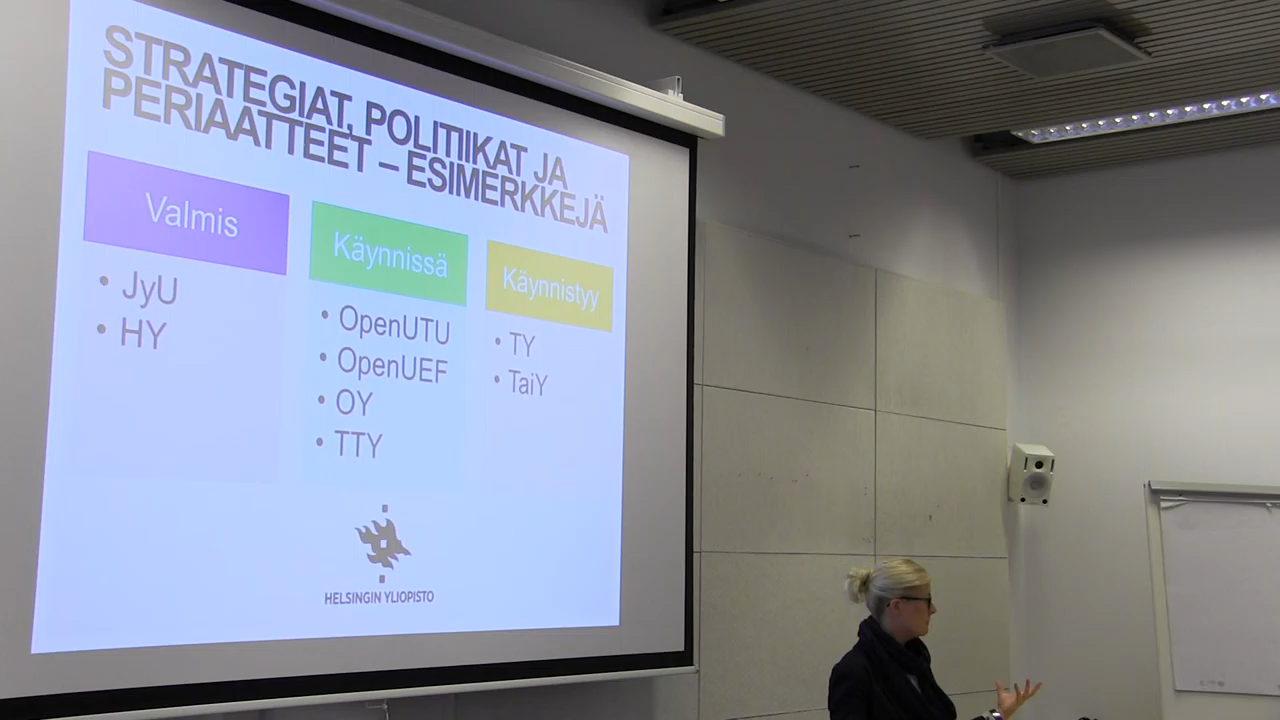 STRATEGIAT, POLITIIKAT JA
PERIAATTEET – ESIMERKKEJÄ
Valmis
• JyU
• HY
Käynnissä
• OpenUTU
• OpenUEF
• OY
• TTY
Käynnistyy
• TY
• TaiY
HELSINGIN YLIOPISTO